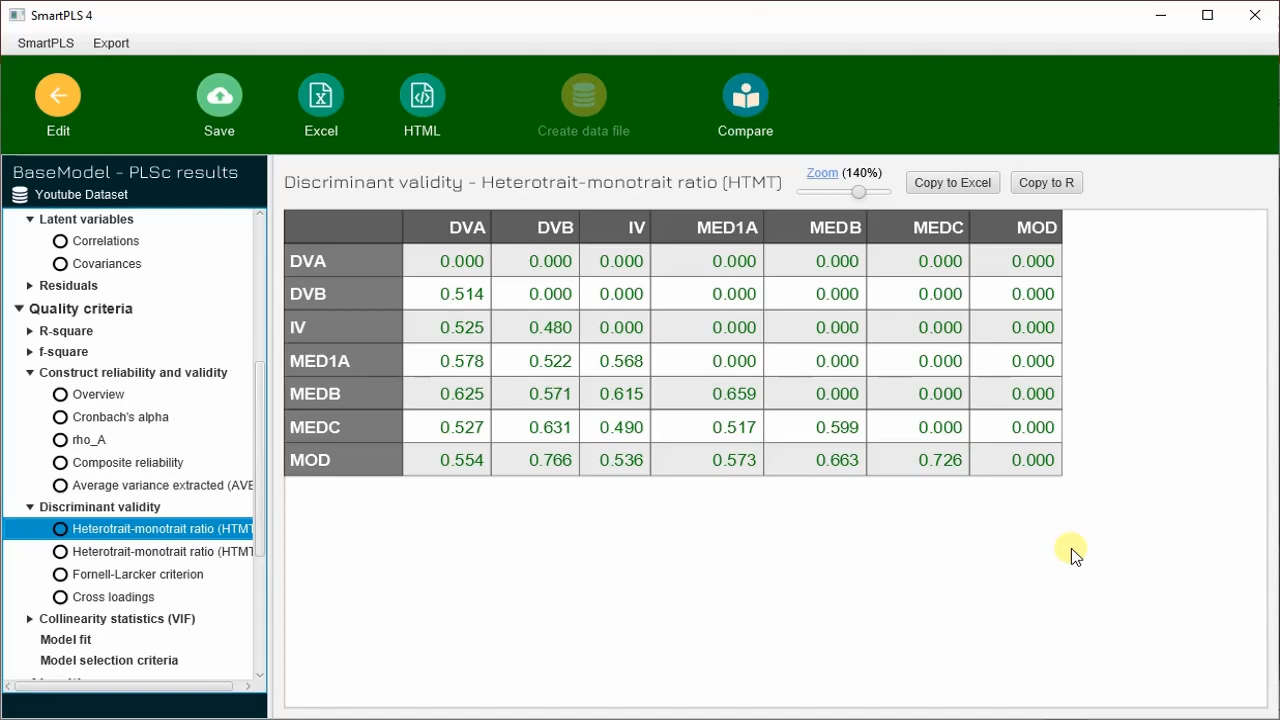 SmartPLS 4
SmartPLS Export
Edit Save Excel HTML Create data file Compare
BaseModel - PLSc results
Youtube Dataset
Latent variables
Correlations
Covariances
Residuals
Quality criteria
R-square
f-square
Construct reliability and validity
Overview
Cronbach's alpha
rho_A
Composite reliability
Average variance extracted (AVE
Discriminant validity
Heterotrait-monotrait ratio (HTMT
Heterotrait-monotrait ratio (HTMT
Fornell-Larcker criterion
Cross loadings
Collinearity statistics (VIF)
Model fit
Model selection criteria
Discriminant validity - Heterotrait-monotrait ratio (HTMT) Zoom (140%) Copy to Excel Copy to R
DVA DVB IV MED1A MEDB MEDC MOD
DVA 0.000 0.000 0.000 0.000 0.000 0.000 0.000
DVB 0.514 0.000 0.000 0.000 0.000 0.000 0.000
IV 0.525 0.480 0.000 0.000 0.000 0.000 0.000
MED1A 0.578 0.522 0.568 0.000 0.000 0.000 0.000
MEDB 0.625 0.571 0.615 0.659 0.000 0.000 0.000
MEDC 0.527 0.631 0.490 0.517 0.599 0.000 0.000
MOD 0.554 0.766 0.536 0.573 0.663 0.726 0.000